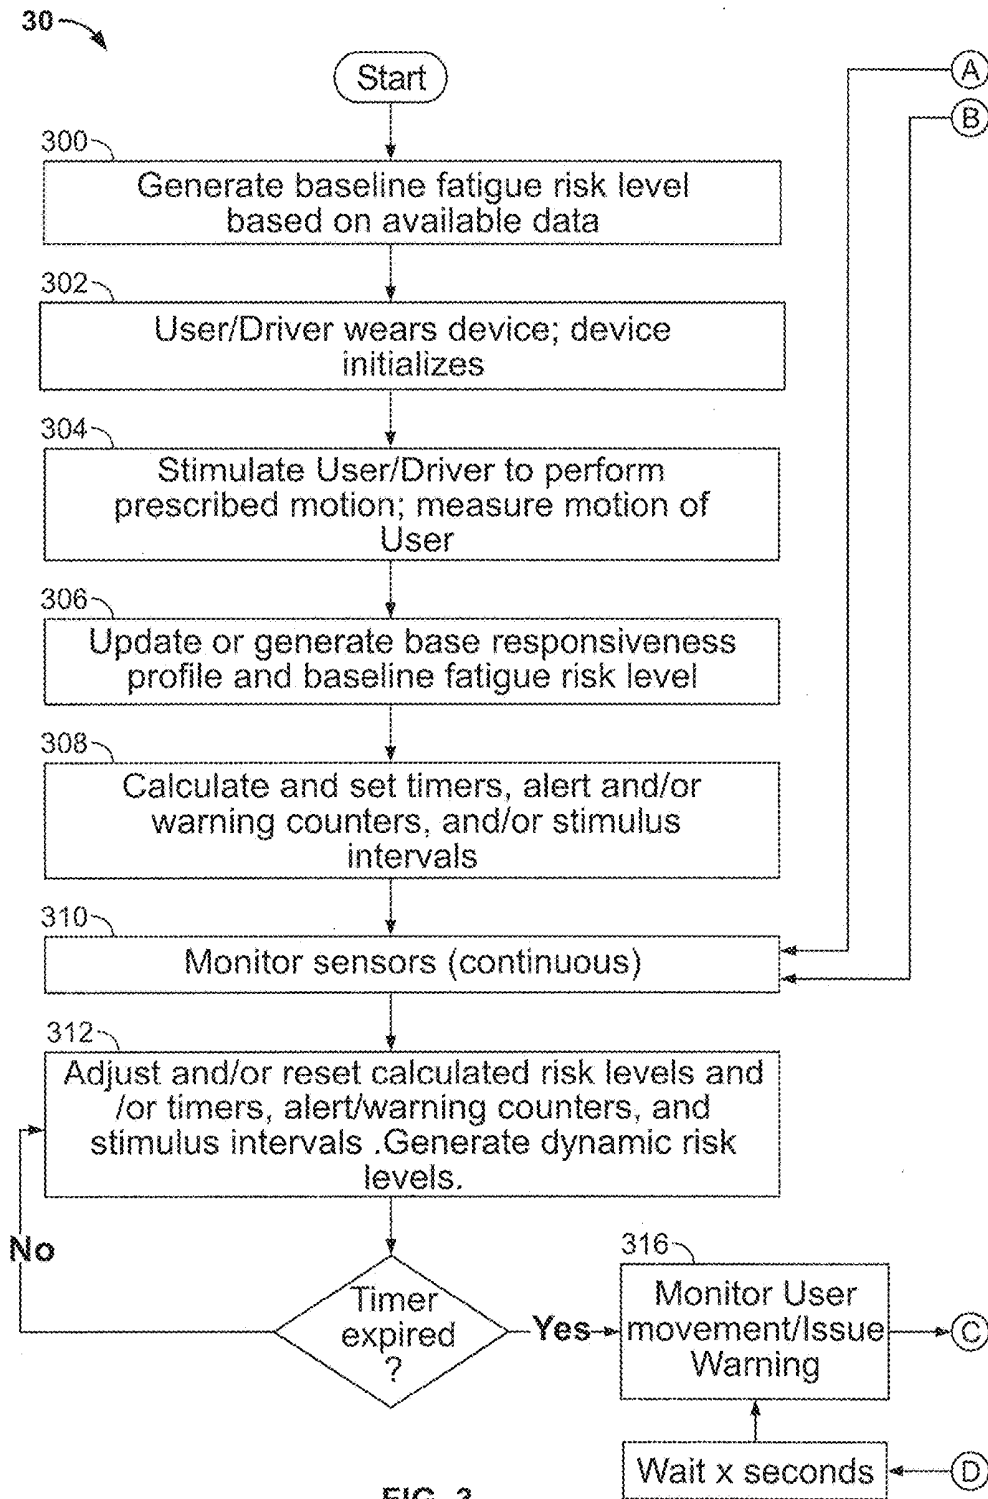 30
Start
A
B
300
Generate baseline fatigue risk level
based on available data
302
User/Driver wears device; device
initializes
304
Stimulate User/Driver to perform
prescribed motion; measure motion of
User
306
Update or generate base responsiveness
profile and baseline fatigue risk level
308
Calculate and set timers, alert and/or
warning counters, and/or stimulus
intervals
310
Monitor sensors (continuous)
312
Adjust and/or reset calculated risk levels and
/or timers, alert/warning counters, and
stimulus intervals .Generate dynamic risk
levels.
No
Timer
expired
?
Yes
316
Monitor User
movement/Issue
Warning
C
Wait x seconds
D
FIG. 3